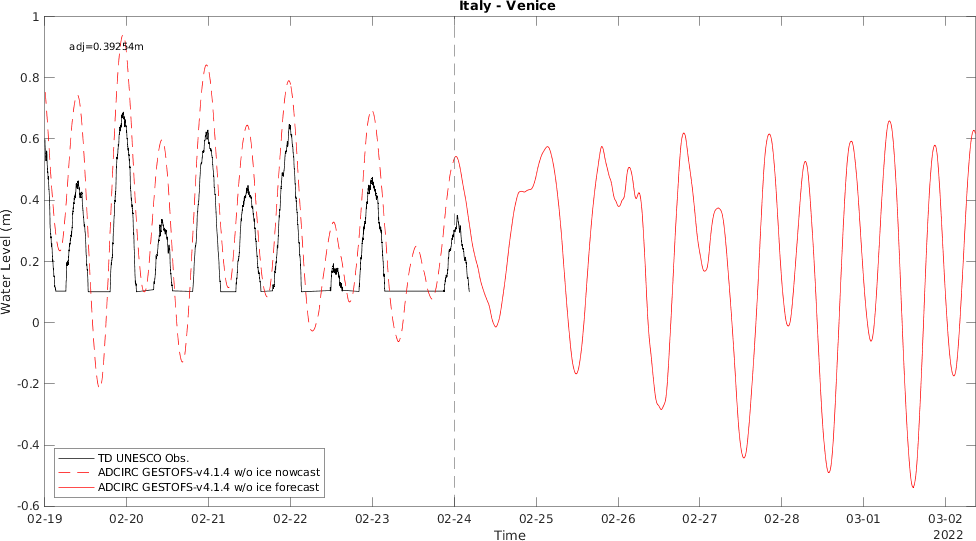 Italy - Venice
adj=0.39254m
Water Level (m)
1
0.8
0.6
0.4
0.2
0
-0.2
-0.4
-0.6
TD UNESCO Obs.
ADCIRC GESTOFS-v4.1.4 w/o ice nowcast
ADCIRC GESTOFS-v4.1.4 w/o ice forecast
02-19 02-20 02-21 02-22 02-23 02-24 02-25 02-26 02-27 02-28 03-01 03-02
2022
Time